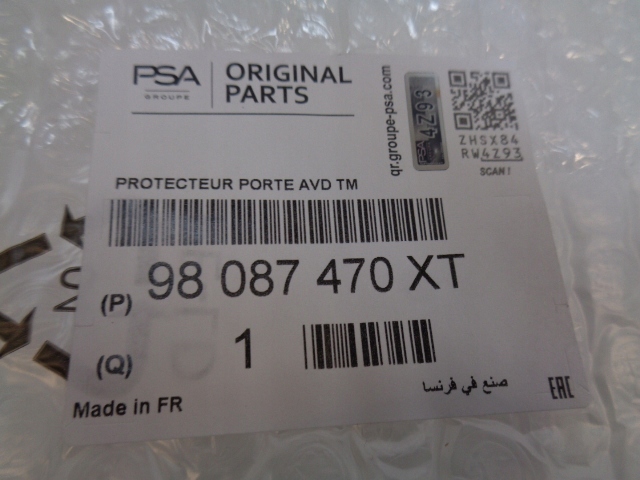 PSA
GROUPE
ORIGINAL
PARTS
qr.groupe-psa.com
PSA 4Z93
ZHSX84
RW4Z93
SCAN!
PROTECTEUR PORTE AVD TM
(P) 98 087 470 XT
(Q) 1
Made in FR
صنع في فرنسا
EAC